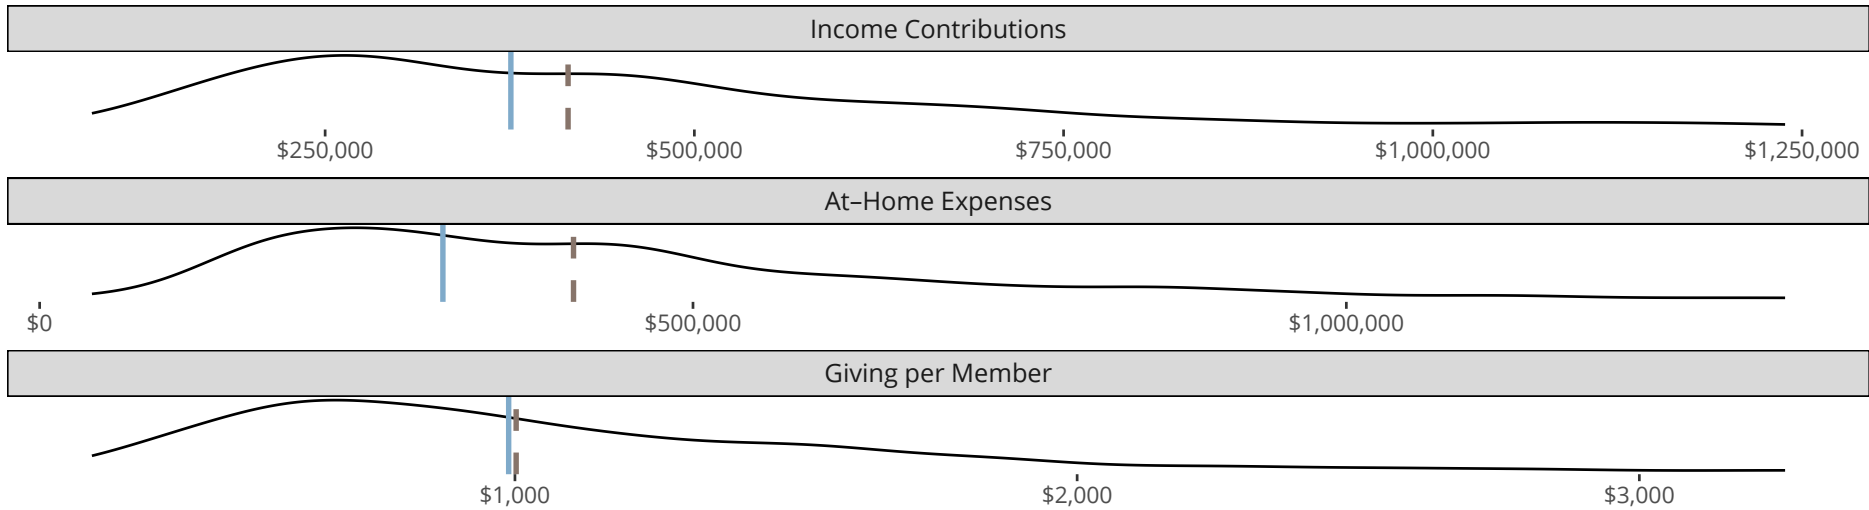 Income Contributions
$250,000 $500,000 $750,000 $1,000,000 $1,250,000
At–Home Expenses
$0 $500,000 $1,000,000
Giving per Member
$1,000 $2,000 $3,000